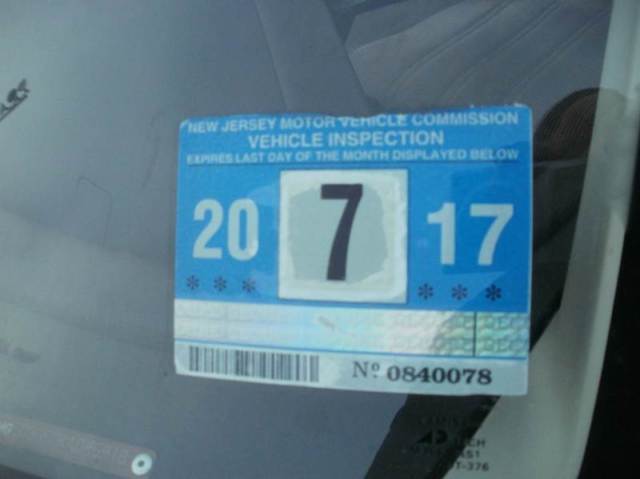 NEW JERSEY MOTOR VEHICLE COMMISSION
VEHICLE INSPECTION
EXPIRES LAST DAY OF THE MONTH DISPLAYED BELOW
20 7 17
*** ***
Nº 0840078